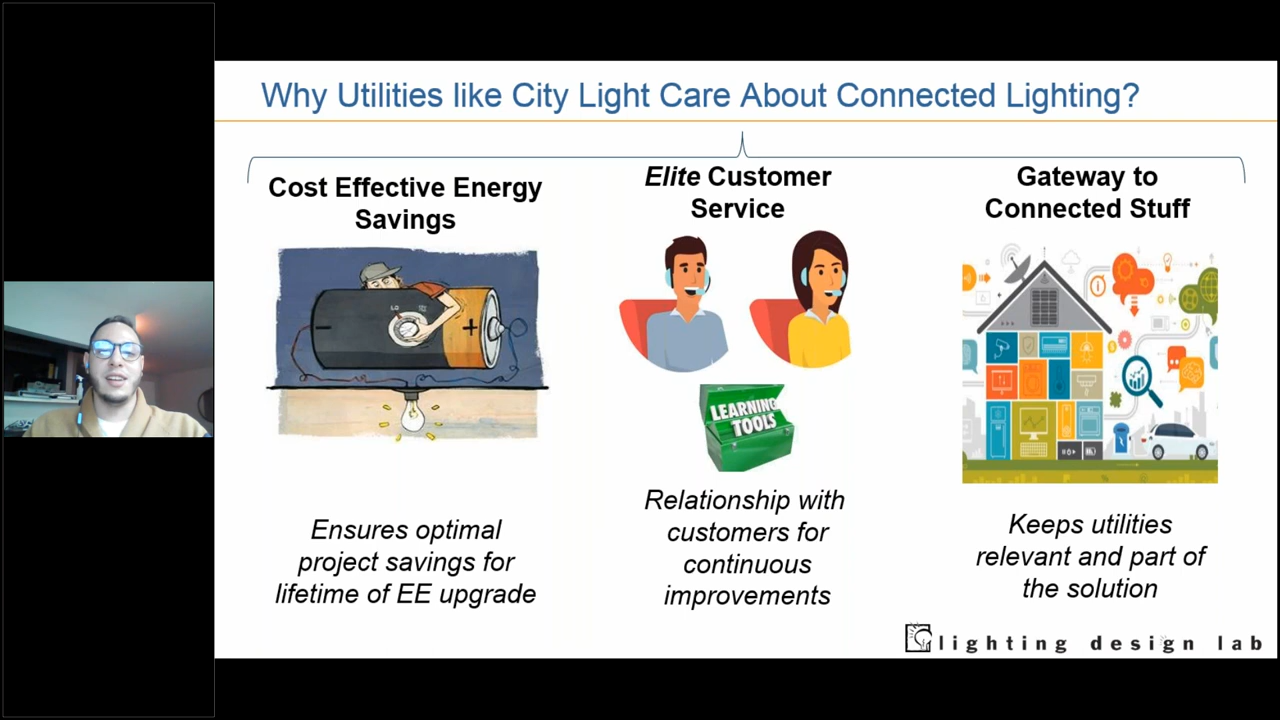 Why Utilities like City Light Care About Connected Lighting?
Cost Effective Energy
Savings
Ensures optimal
project savings for
lifetime of EE upgrade
Elite Customer
Service
LEARNING
TOOLS
Relationship with
customers for
continuous
improvements
Gateway to
Connected Stuff
Keeps utilities
relevant and part of
the solution
lighting design lab